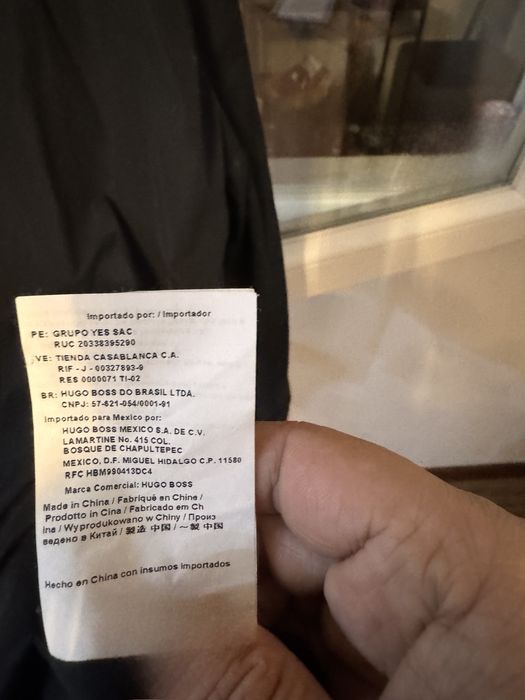 Importado por: / Importador
PE: GRUPO YES SAC
RUC 20338395290
VE: TIENDA CASABLANCA C.A.
RIF - J - 00327893-9
RES 0000071 TI-02
BR: HUGO BOSS DO BRASIL LTDA.
CNPJ: 57-621-054/0001-91
Importado para Mexico por:
HUGO BOSS MEXICO S.A. DE C.V.
LAMARTINE No. 415 COL.
BOSQUE DE CHAPULTEPEC
MEXICO, D.F. MIGUEL HIDALGO C.P. 11580
RFC HBM990413DC4
Marca Comercial: HUGO BOSS
Made in China / Fabriqué en Chine /
Prodotto in Cina / Fabricado em Ch
ina / Wyprodukowano w Chiny / Произ
ведено в Китай / 製造 中国 / 一製 中国
Hecho en China con insumos importados